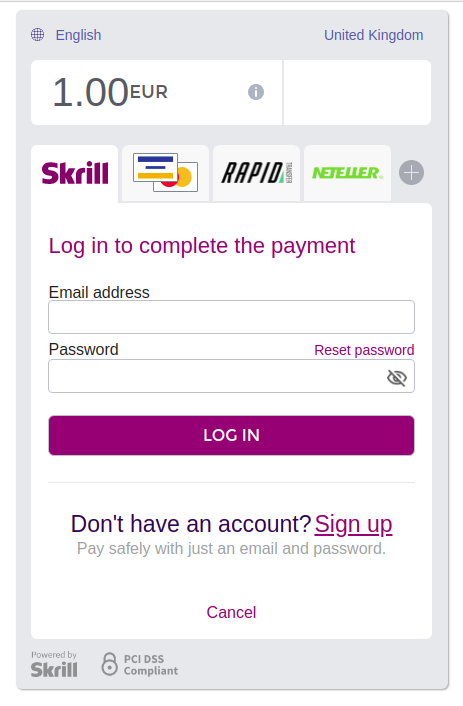 English United Kingdom
1.00 EUR
Skrill RAPID TRANSFER NETELLER
Log in to complete the payment
Email address
Password Reset password
LOG IN
Don't have an account? Sign up
Pay safely with just an email and password.
Cancel
Powered by
Skrill
PCI DSS
Compliant